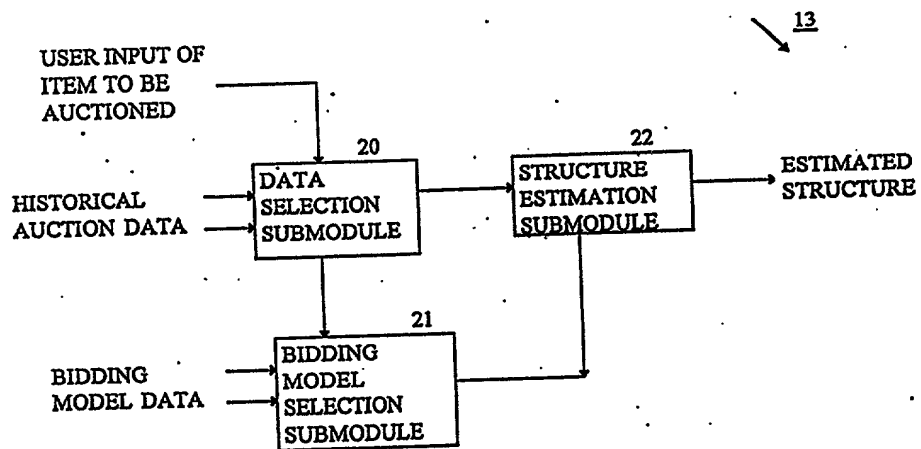 13
USER INPUT OF
ITEM TO BE
AUCTIONED
20
DATA
SELECTION
SUBMODULE
22
STRUCTURE
ESTIMATION
SUBMODULE
ESTIMATED
STRUCTURE
HISTORICAL
AUCTION DATA
21
BIDDING
MODEL
SELECTION
SUBMODULE
BIDDING
MODEL DATA